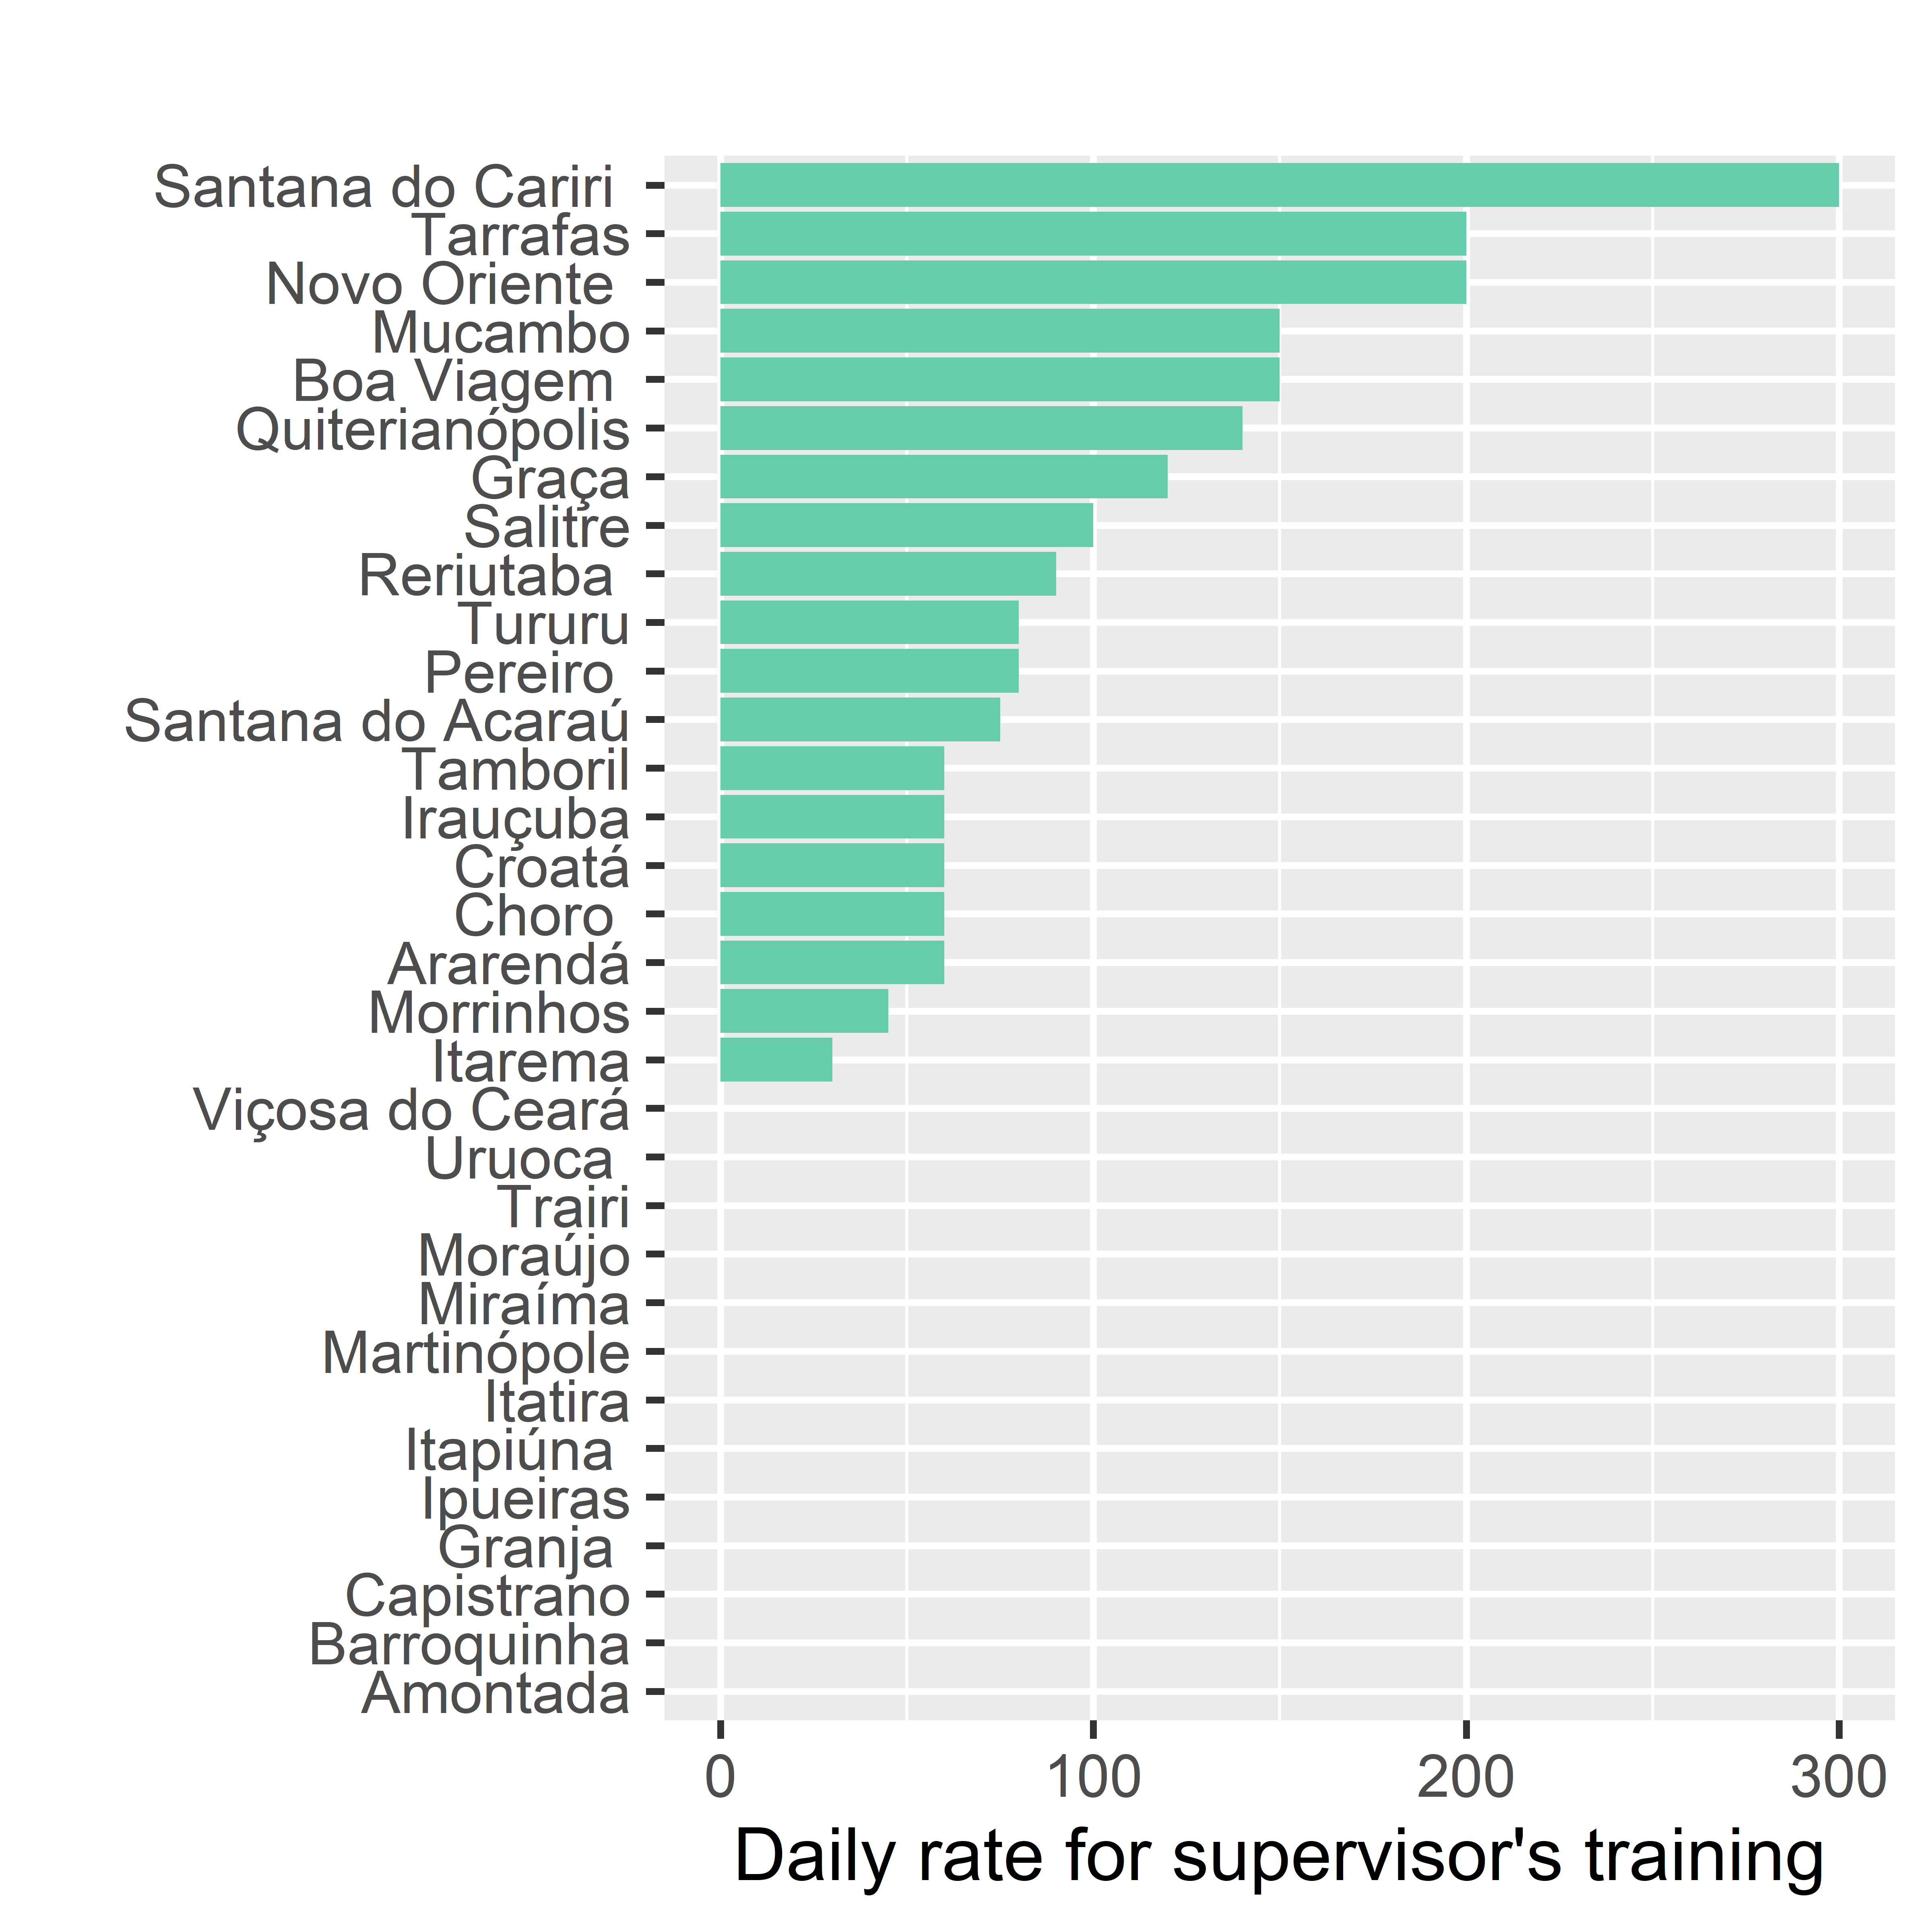 Santana do Cariri
Tarrafas
Novo Oriente
Mucambo
Boa Viagem
Quiterianópolis
Graça
Salitre
Reriutaba
Tururu
Pereiro
Santana do Acaraú
Tamboril
Irauçuba
Croatá
Choro
Ararendá
Morrinhos
Itarema
Viçosa do Ceará
Uruoca
Trairi
Moraújo
Miraíma
Martinópole
Itatira
Itapiúna
Ipueiras
Granja
Capistrano
Barroquinha
Amontada
0 100 200 300
Daily rate for supervisor's training